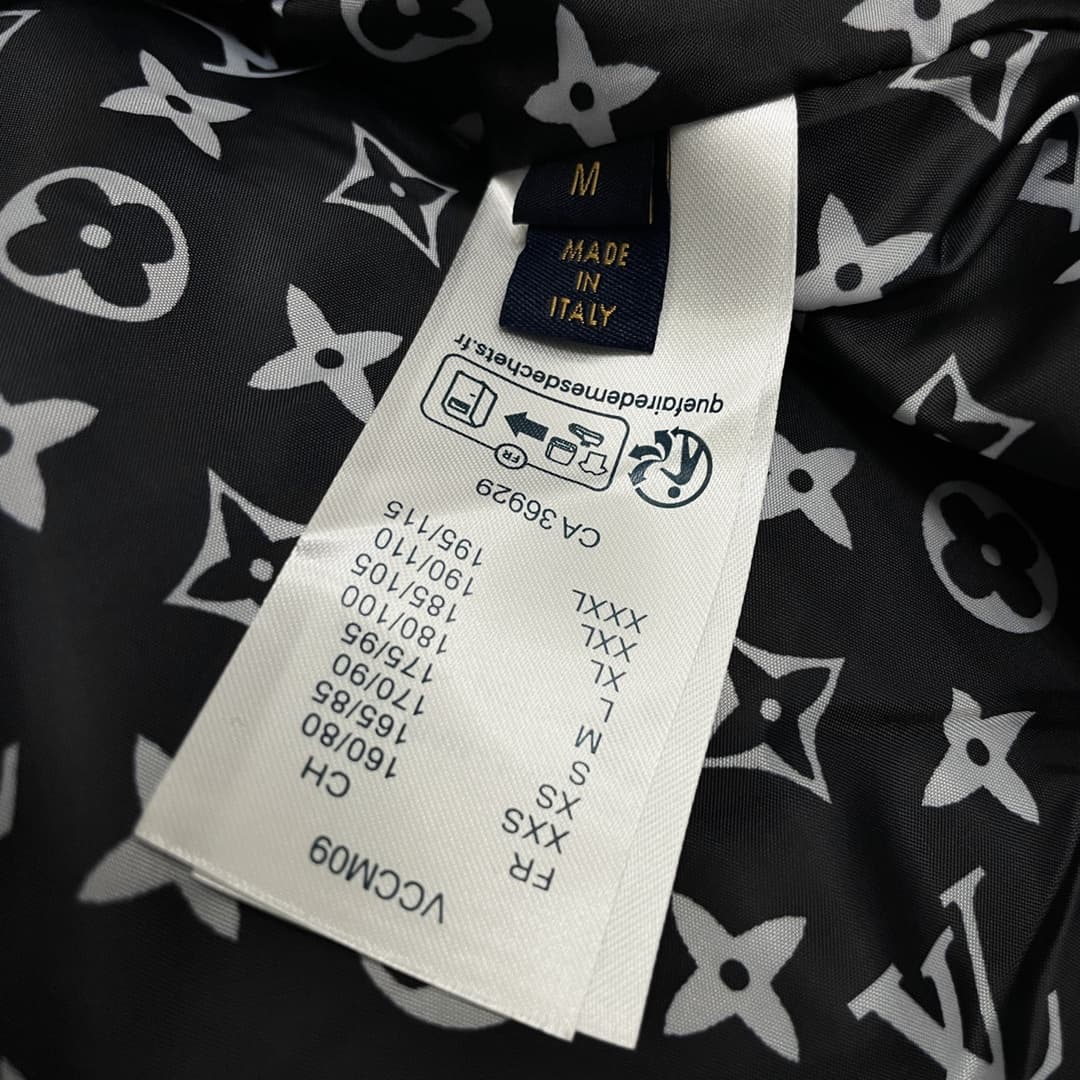 M
MADE
IN
ITALY
VCCM09
FR CH
XXS 160/80
XS 165/85
S 170/90
M 175/95
L 180/100
XL 185/105
XXL 190/110
XXXL 195/115
CA 36929
FR
quefairedemesdechets.fr